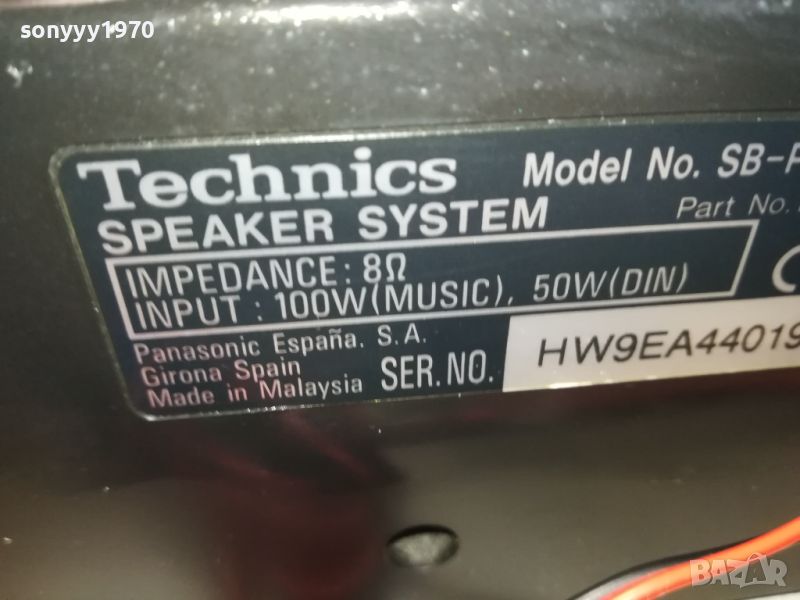 sonyyy1970
Technics Model No. SB-P
SPEAKER SYSTEM Part No.
IMPEDANCE: 8Ω
INPUT : 100W(MUSIC), 50W(DIN)
Panasonic España. S.A.
Girona Spain
Made in Malaysia SER.NO. HW9EA44019
BAZAR